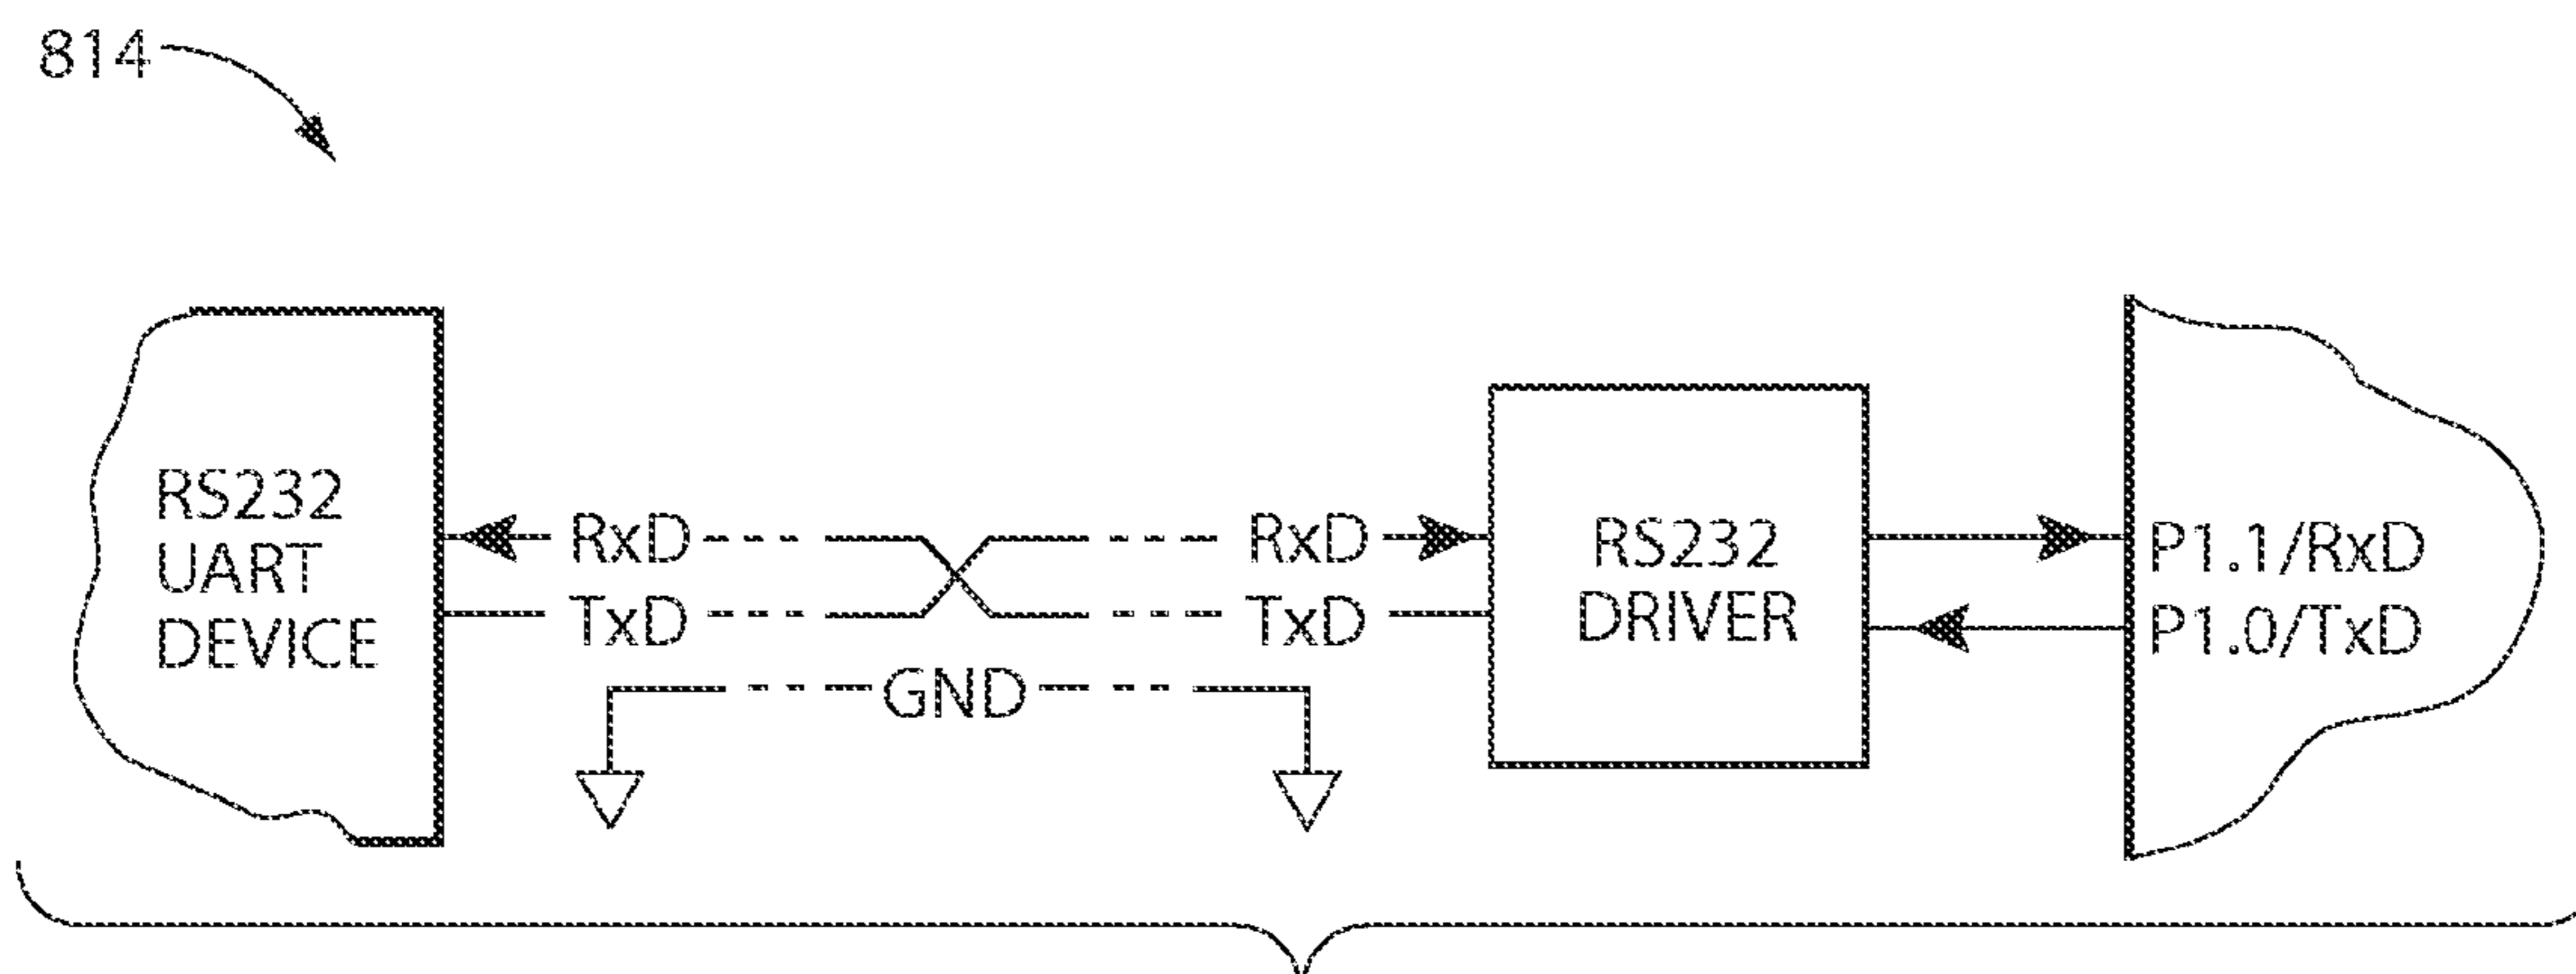 814
RS232
UART
DEVICE
RxD
TxD
GND
RxD
TxD
RS232
DRIVER
P1.1/RxD
P1.0/TxD